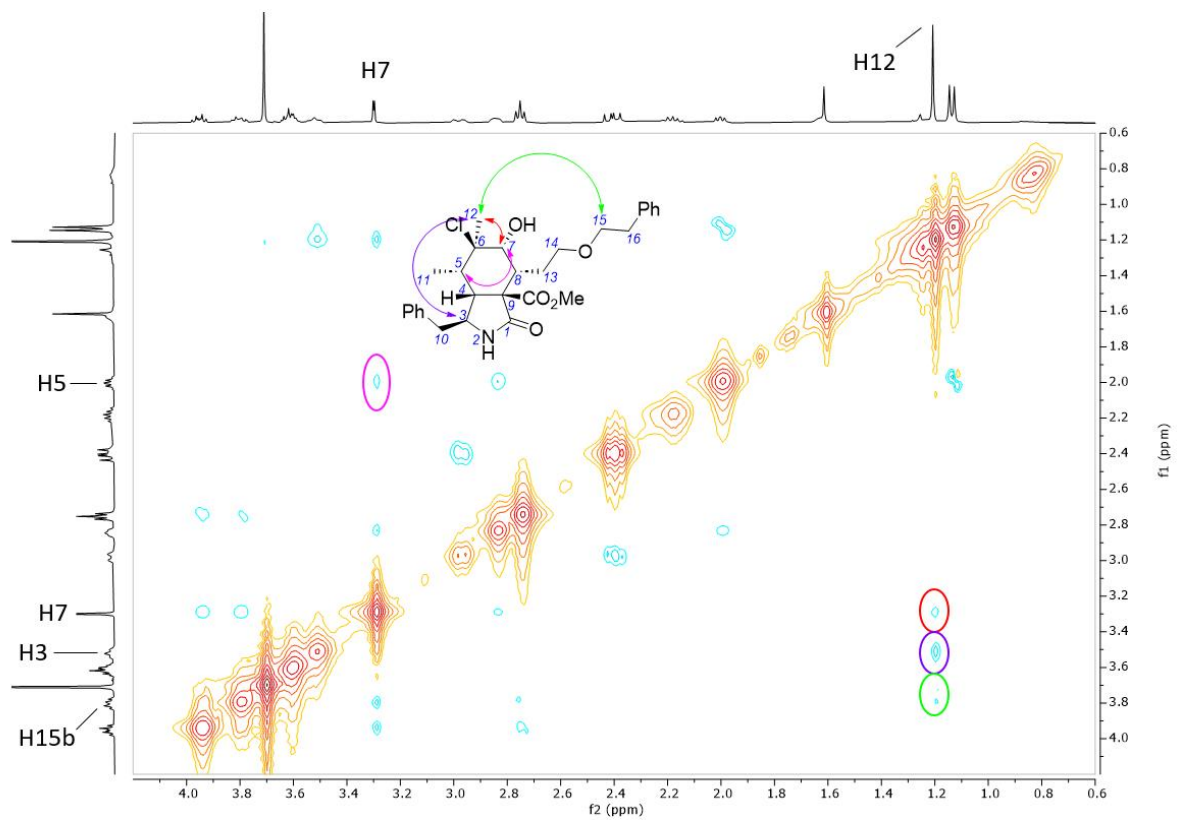 H7
H12
H5
H7
H3
H15b
12
Cl
OH
6
7
5
11
4
H
8
9
3
Ph
10
2
N
H
1
O
CO2Me
13
14
O
15
16
Ph
0.6
0.8
1.0
1.2
1.4
1.6
1.8
2.0
2.2
2.4
2.6
2.8
3.0
3.2
3.4
3.6
3.8
4.0
f1 (ppm)
4.0 3.8 3.6 3.4 3.2 3.0 2.8 2.6 2.4 2.2 2.0 1.8 1.6 1.4 1.2 1.0 0.8 0.6
f2 (ppm)